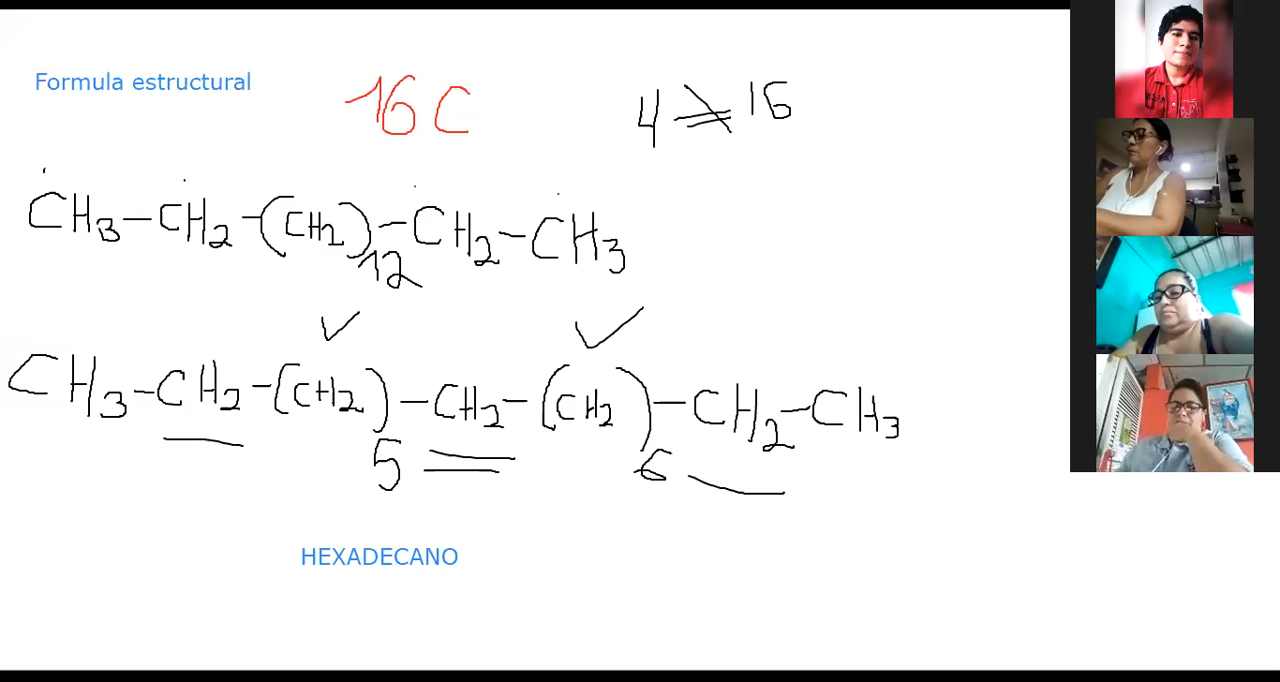 Formula estructural
16 C
4 ≠ 16
CH3-CH2-(CH2)12-CH2-CH3
CH3-CH2-(CH2)5-CH2-(CH2)6-CH2-CH3
HEXADECANO